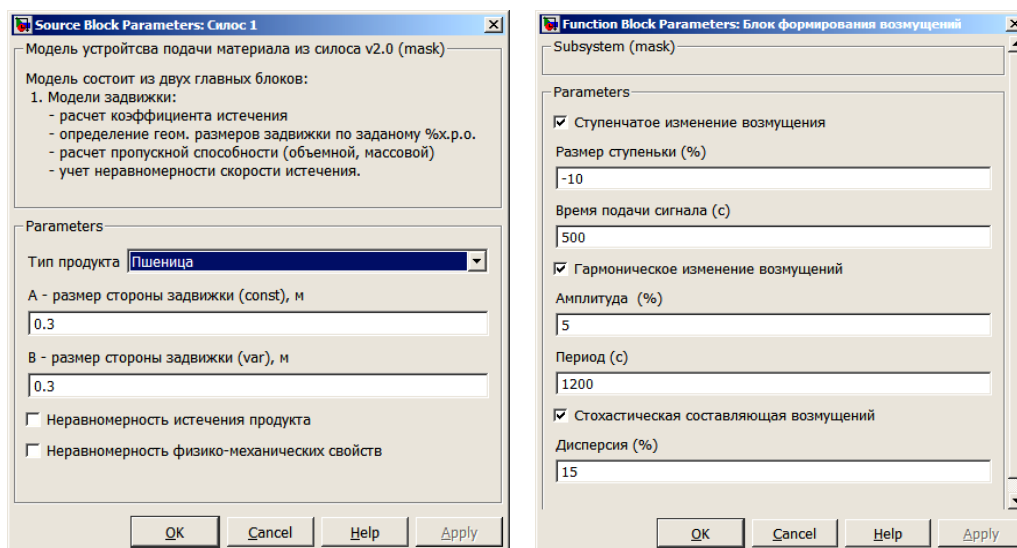 Source Block Parameters: Силос 1
Модель устройтсва подачи материала из силоса v2.0 (mask)
Модель состоит из двух главных блоков:
1. Модели задвижки:
- расчет коэффициента истечения
- определение геом. размеров задвижки по заданому %х.р.о.
- расчет пропускной способности (объемной, массовой)
- учет неравномерности скорости истечения.
Parameters
Тип продукта Пшеница
А - размер стороны задвижки (const), м
0.3
В - размер стороны задвижки (var), м
0.3
Неравномерность истечения продукта
Неравномерность физико-механических свойств
OK Cancel Help Apply
Function Block Parameters: Блок формирования возмущений
Subsystem (mask)
Parameters
Ступенчатое изменение возмущения
Размер ступеньки (%)
-10
Время подачи сигнала (с)
500
Гармоническое изменение возмущений
Амплитуда (%)
5
Период (с)
1200
Стохастическая составляющая возмущений
Дисперсия (%)
15
OK Cancel Help Apply